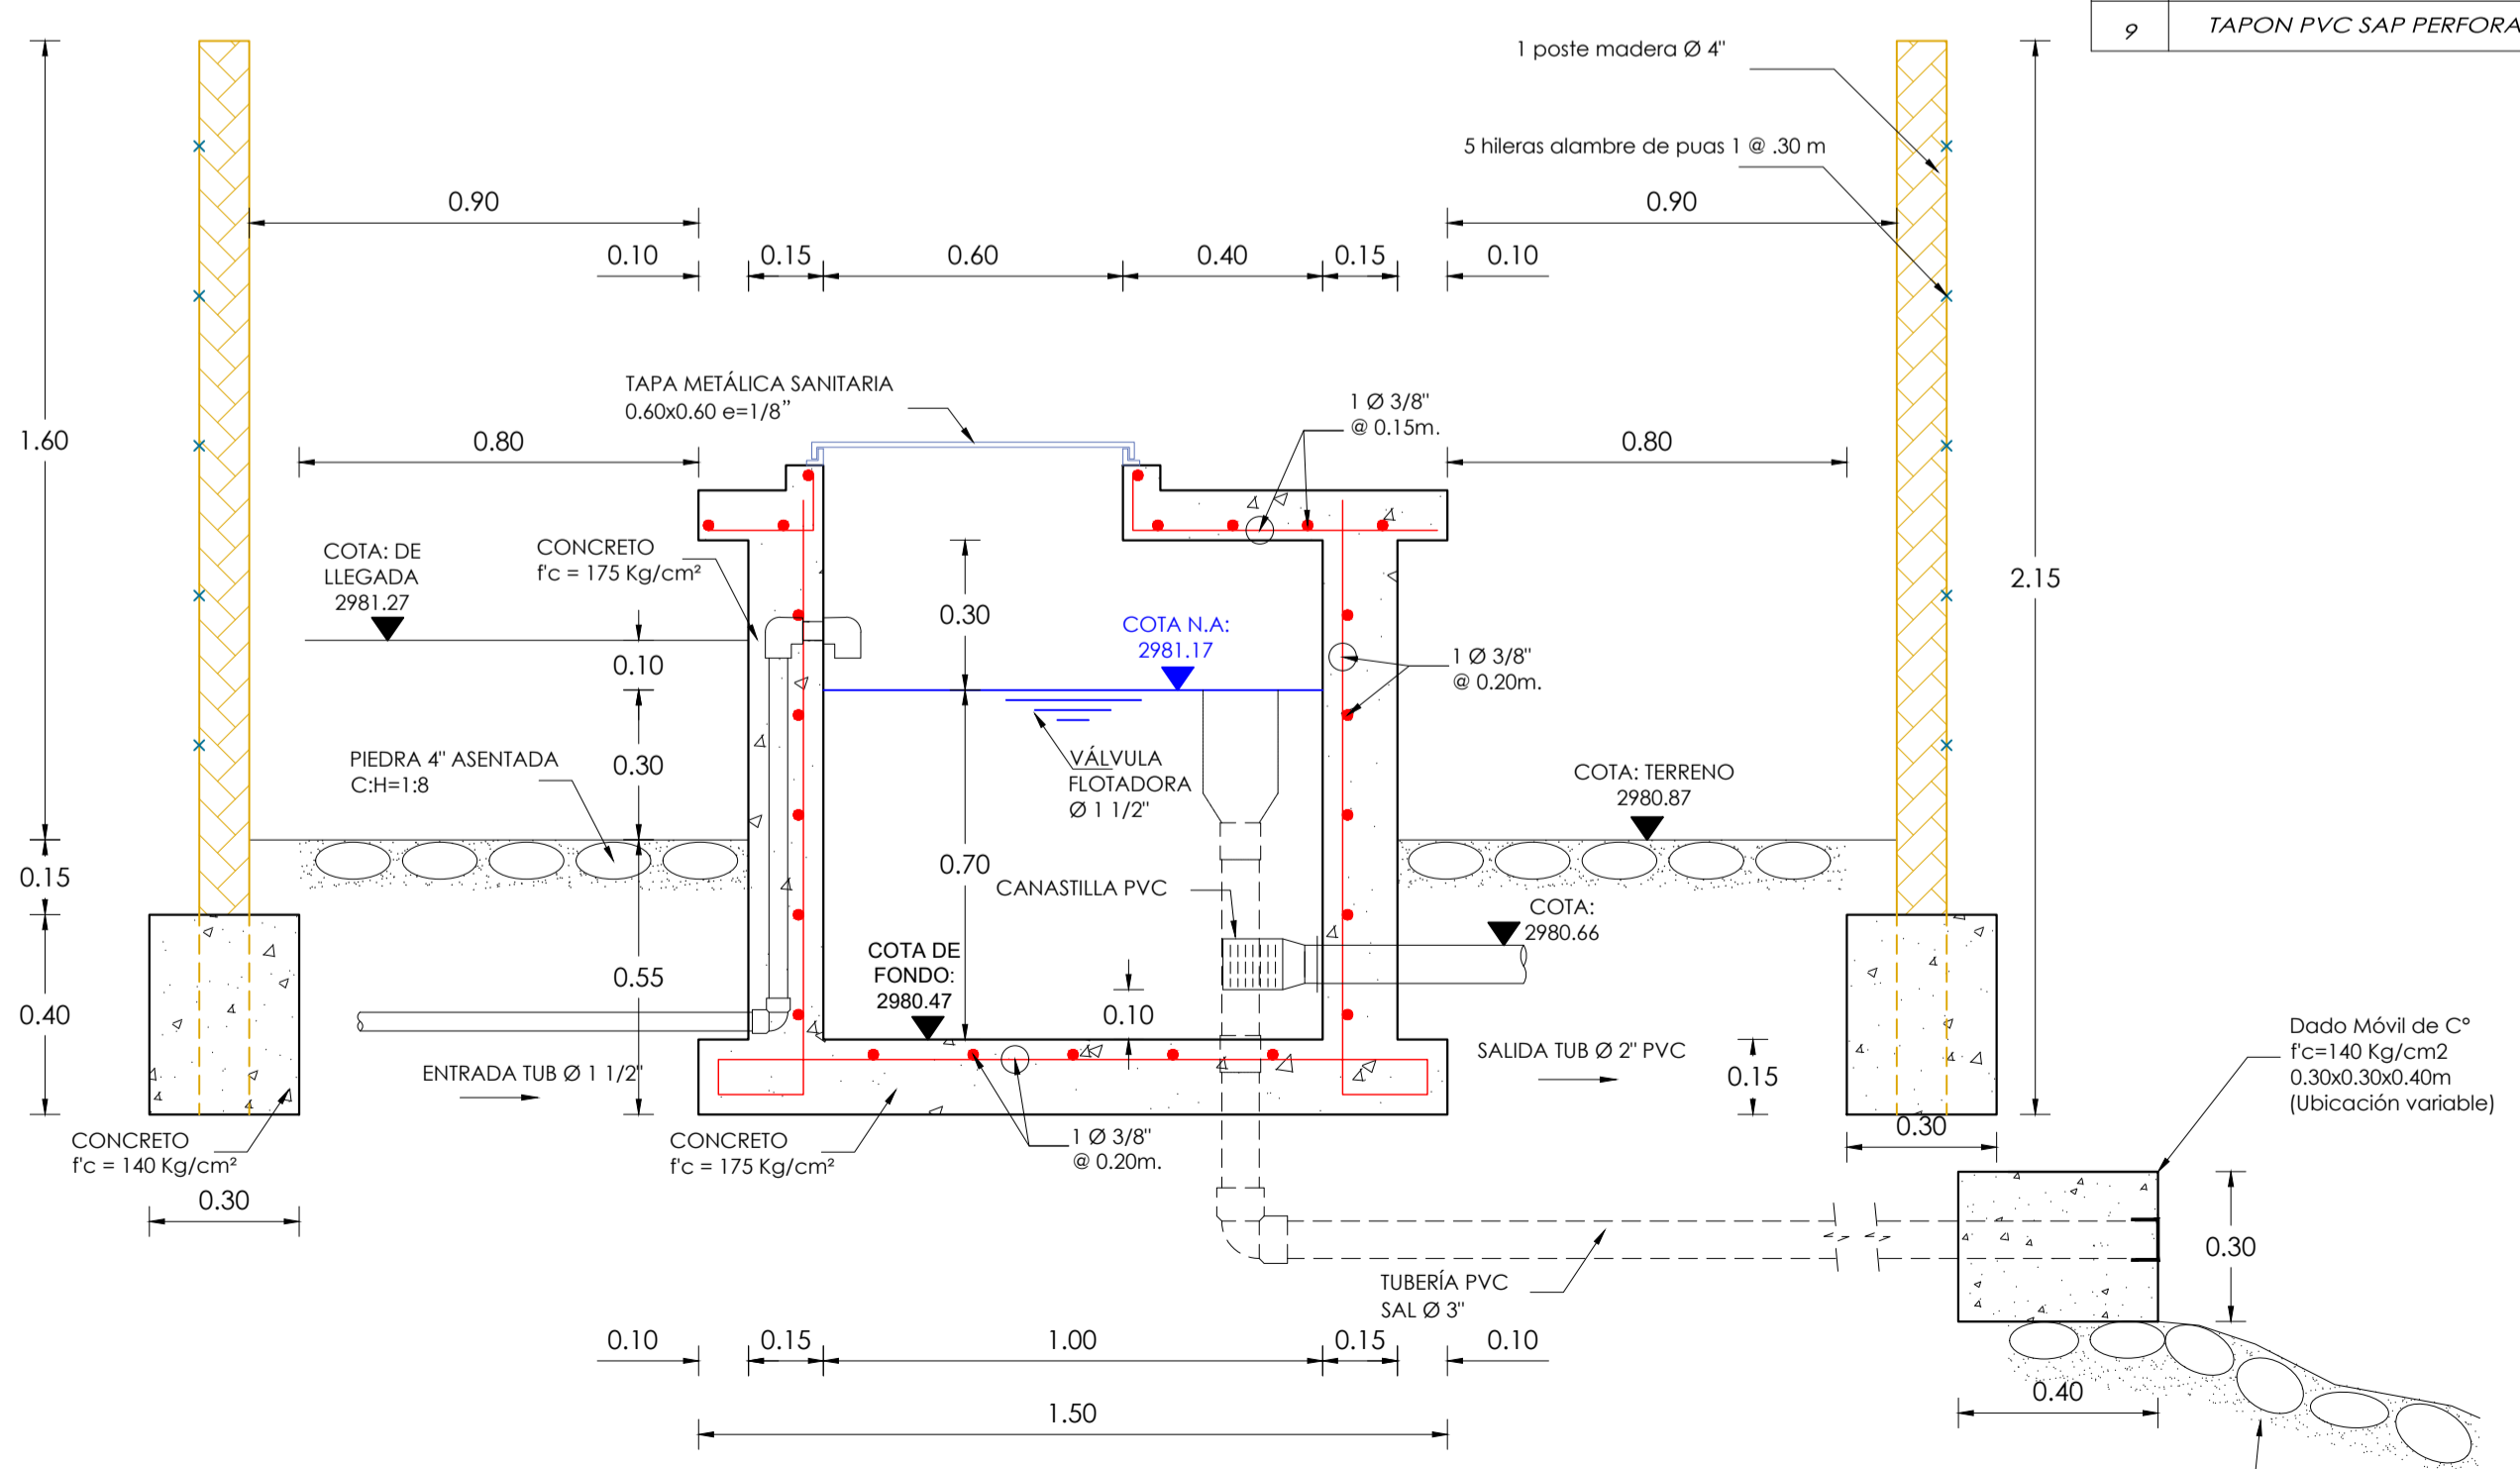 9 TAPON PVC SAP PERFORA
1 poste madera Ø 4"
5 hileras alambre de puas 1 @ .30 m
0.90
0.90
0.10
0.15
0.60
0.40
0.15
0.10
TAPA METÁLICA SANITARIA
0.60x0.60 e=1/8”
1 Ø 3/8"
@ 0.15m.
1.60
0.80
0.80
COTA: DE
LLEGADA
2981.27
CONCRETO
f'c = 175 Kg/cm²
2.15
0.30
COTA N.A:
2981.17
0.10
1 Ø 3/8"
@ 0.20m.
PIEDRA 4" ASENTADA
C:H=1:8
0.30
VÁLVULA
FLOTADORA
Ø 1 1/2"
COTA: TERRENO
2980.87
0.15
0.70
CANASTILLA PVC
COTA:
2980.66
COTA DE
FONDO:
2980.47
0.55
0.40
0.10
ENTRADA TUB Ø 1 1/2"
SALIDA TUB Ø 2" PVC
0.15
Dado Móvil de C°
f'c=140 Kg/cm2
0.30x0.30x0.40m
(Ubicación variable)
CONCRETO
f'c = 140 Kg/cm²
CONCRETO
f'c = 175 Kg/cm²
1 Ø 3/8"
@ 0.20m.
0.30
0.30
0.30
TUBERÍA PVC
SAL Ø 3"
0.10
0.15
1.00
0.15
0.10
0.40
1.50